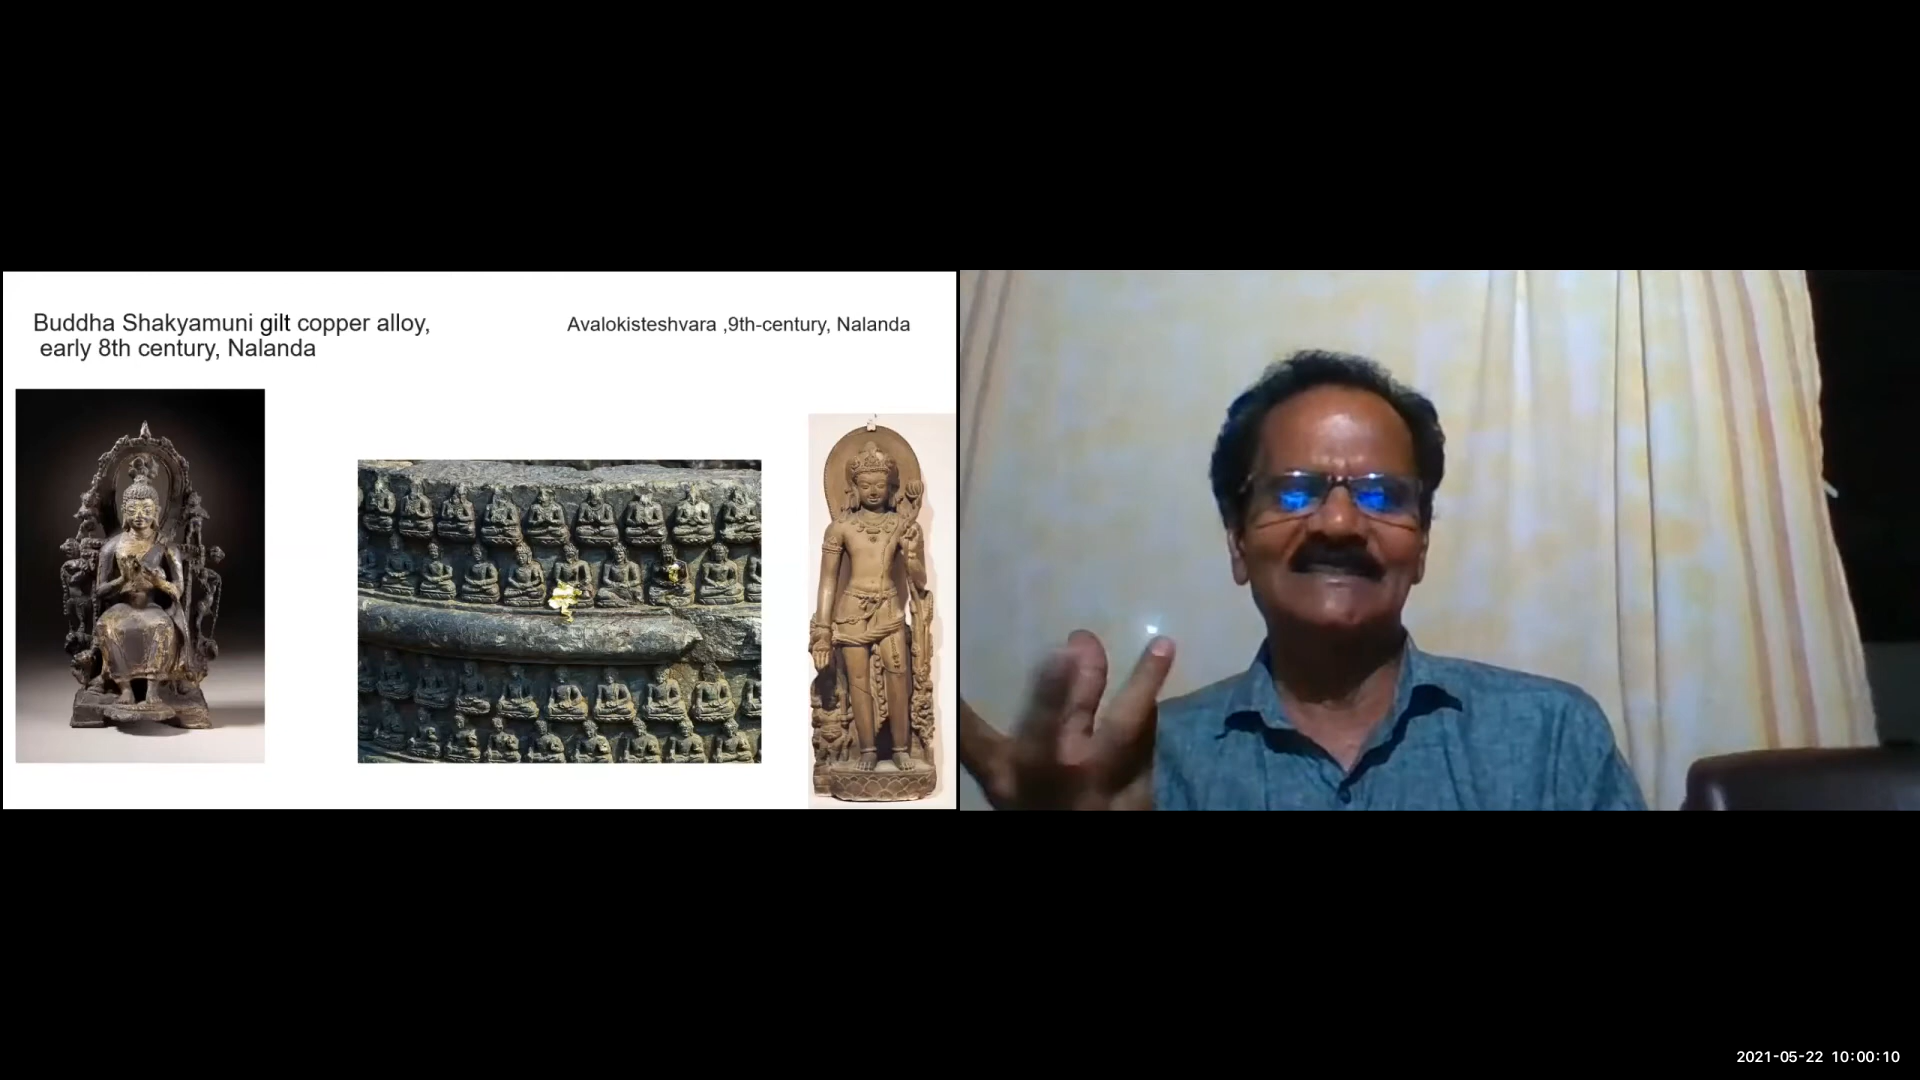 Buddha Shakyamuni gilt copper alloy,
early 8th century, Nalanda
Avalokisteshvara ,9th-century, Nalanda
2021-05-22 10:00:10